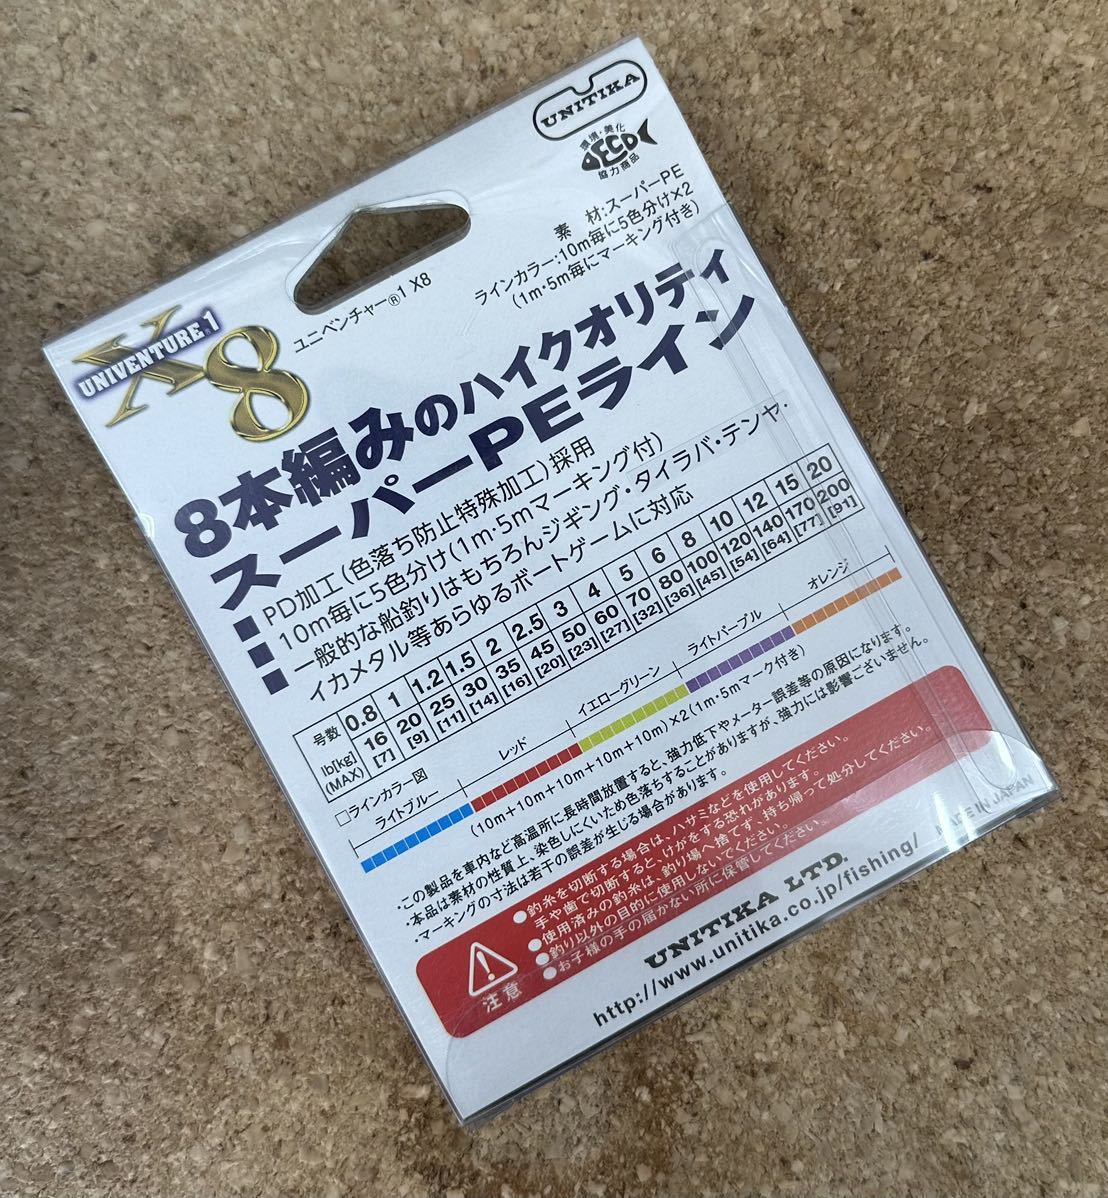 UNITIKA
環境・美化
DECO
協力商品
素　材:スーパーPE
ラインカラー:10m毎に5色分け×2
(1m・5m毎にマーキング付き)
ユニベンチャー®1 X8
X8
UNIVENTURE®1
8本編みのハイクオリティ
スーパーPEライン
■PD加工(色落ち防止特殊加工)採用
■10m毎に5色分け(1m・5mマーキング付)
■一般的な船釣りはもちろんジギング・タイラバ・テンヤ・
イカメタル等あらゆるボートゲームに対応
号数 0.8 1 1.2 1.5 2 2.5 3 4 5 6 8 10 12 15 20
lb[kg] 16 20 25 30 35 45 50 60 70 80 100 120 140 170 200
(MAX) [7] [9] [11] [14] [16] [20] [23] [27] [32] [36] [45] [54] [64] [77] [91]
□ラインカラー図
ライトブルー レッド イエローグリーン ライトパープル オレンジ
(10m+10m+10m+10m+10m)×2(1m・5mマーク付き)
・この製品を車内など高温所に長時間放置すると、強力低下やメーター誤差等の原因になります。
・本品は素材の性質上、染色しにくいため色落ちすることがありますが、強力には影響ございません。
・マーキングの寸法は若干の誤差が生じる場合があります。
注意
●釣糸を切断する場合は、ハサミなどを使用してください。
手や歯で切断すると、けがをする恐れがあります。
●使用済みの釣糸は、釣り場へ捨てず、持ち帰って処分してください。
●釣り以外の目的に使用しないでください。
●お子様の手の届かない所に保管してください。
UNITIKA LTD.
http://www.unitika.co.jp/fishing/
MADE IN JAPAN